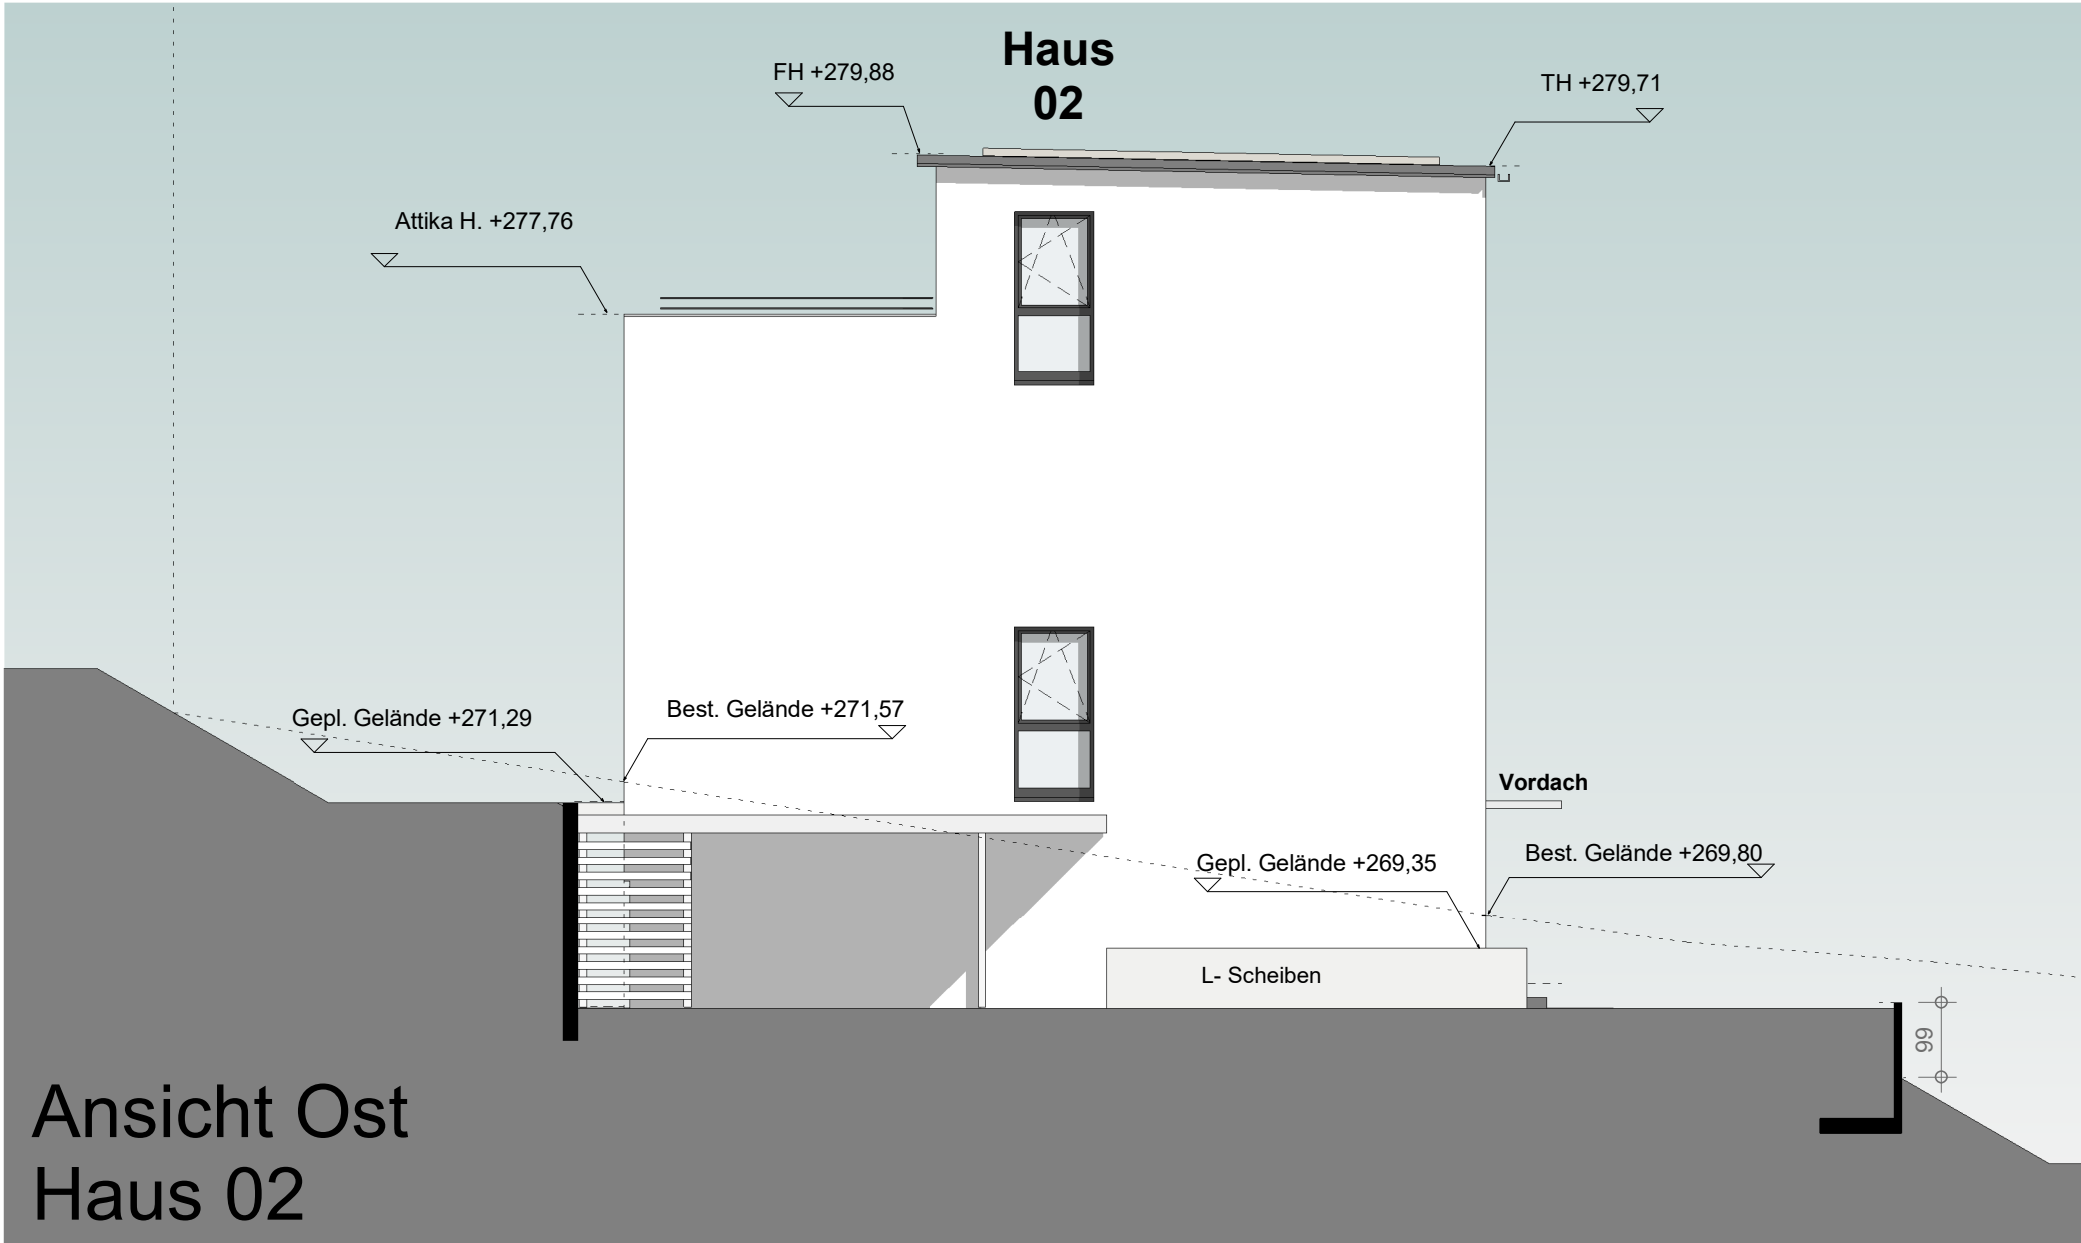 Haus
02
FH +279,88
TH +279,71
Attika H. +277,76
Gepl. Gelände +271,29
Best. Gelände +271,57
Vordach
Gepl. Gelände +269,35
Best. Gelände +269,80
L- Scheiben
99
Ansicht Ost
Haus 02